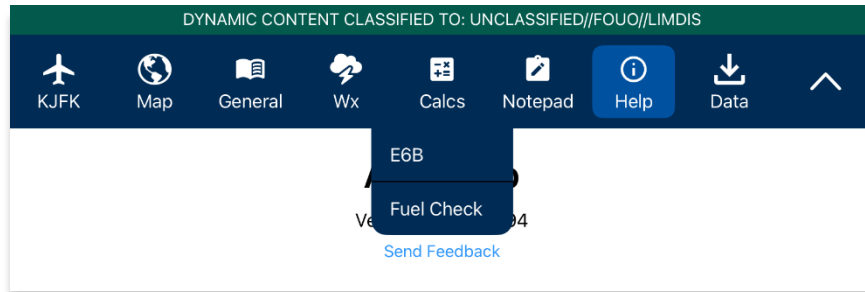 DYNAMIC CONTENT CLASSIFIED TO: UNCLASSIFIED//FOUO//LIMDIS
KJFK Map General Wx Calcs Notepad Help Data
E6B
Fuel Check
Send Feedback